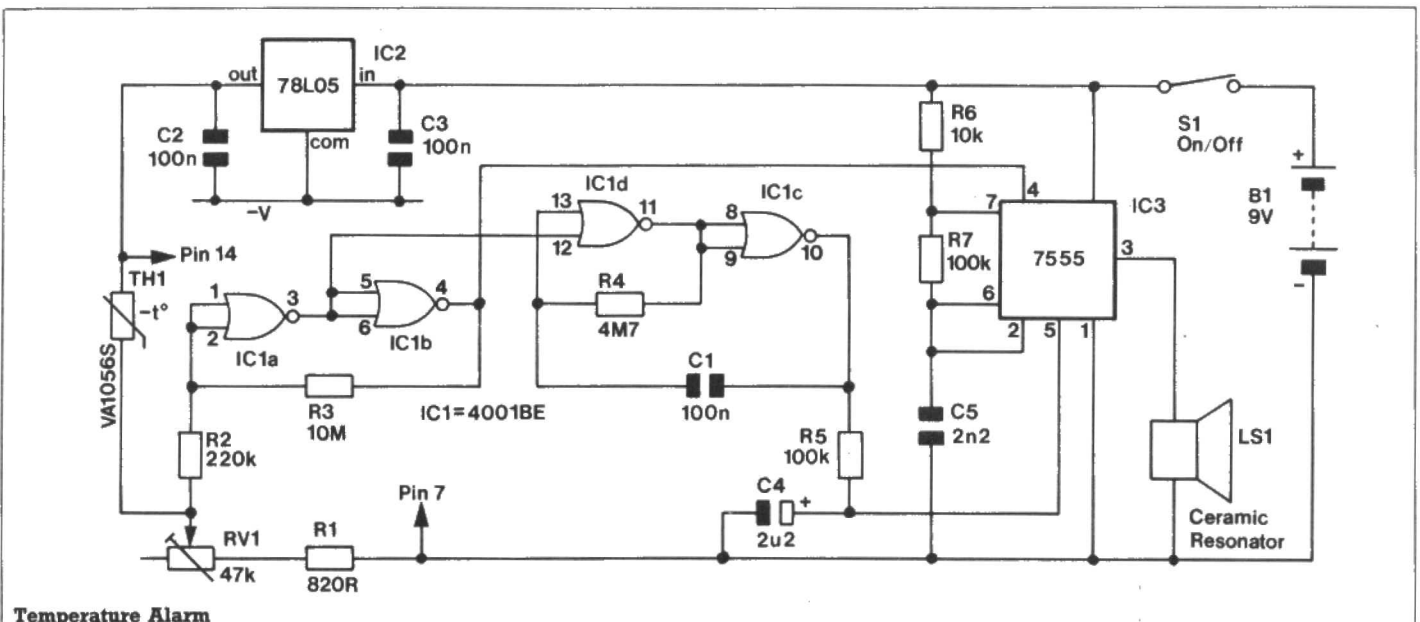 IC2
out
78L05
in
com
C2
100n
C3
100n
-V
R6
10k
S1
On/Off
+
B1
9V
-
Pin 14
TH1
-t°
VA1056S
1
2
3
IC1a
5
6
4
IC1b
IC1d
13
12
11
IC1c
8
9
10
R4
4M7
C1
100n
R3
10M
IC1=4001BE
R2
220k
R5
100k
7
R7
100k
6
4
IC3
7555
3
2
5
1
C5
2n2
LS1
Ceramic
Resonator
Pin 7
C4
+
2u2
RV1
47k
R1
820R
Temperature Alarm